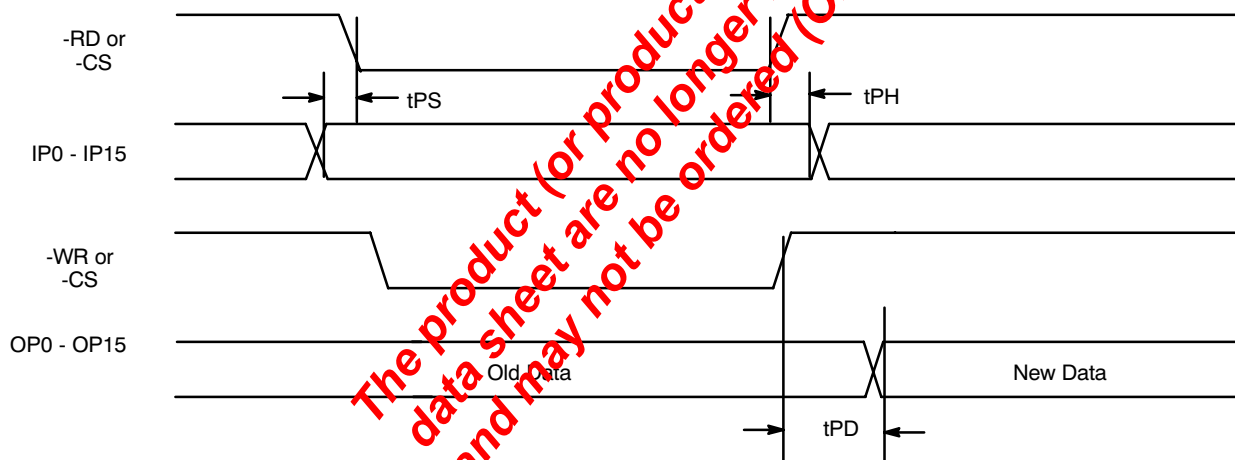 -RD or
-CS
tPS
tPH
IP0 - IP15
-WR or
-CS
OP0 - OP15
Old Data
New Data
tPD
The product (or product
data sheet are no longer
and may not be ordered (O